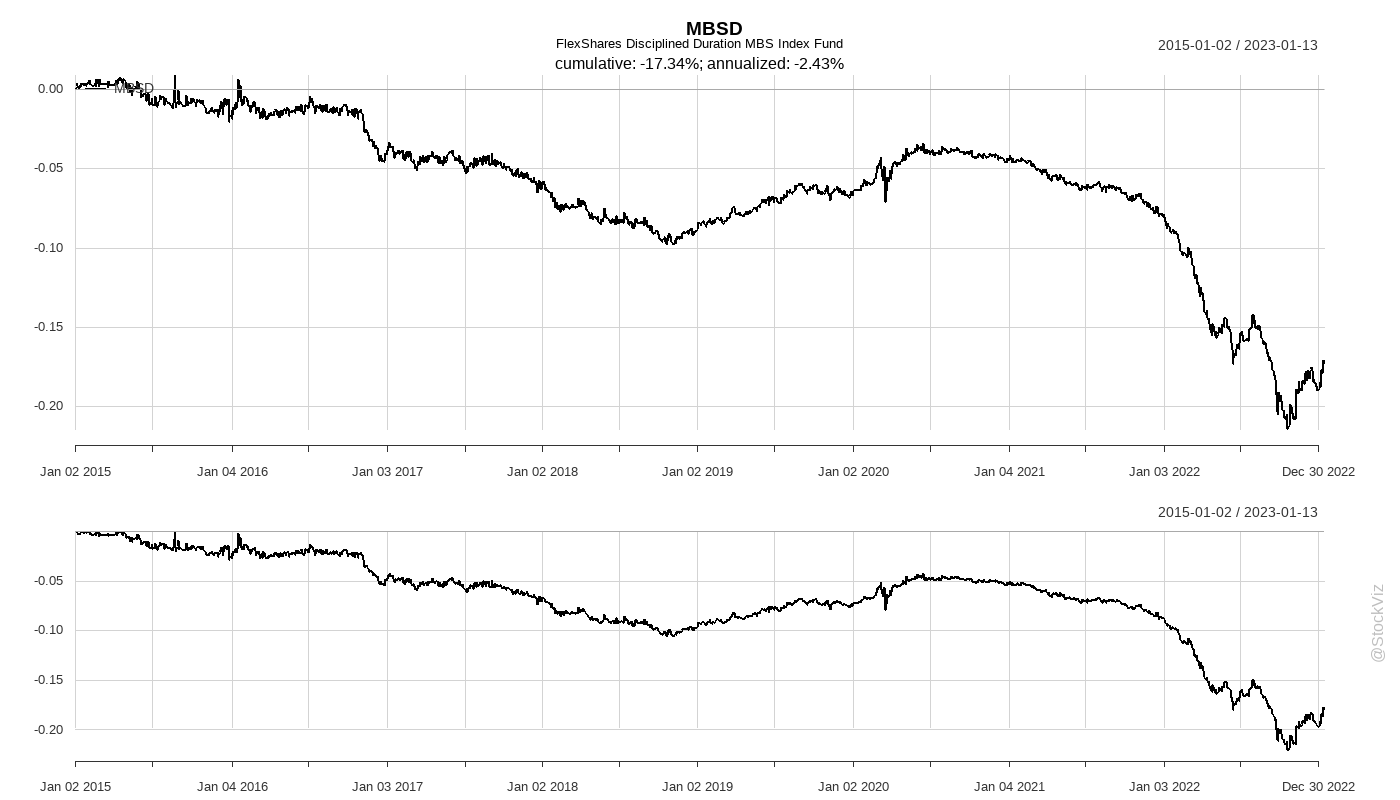 MBSD
FlexShares Disciplined Duration MBS Index Fund
cumulative: -17.34%; annualized: -2.43%
2015-01-02 / 2023-01-13
MBSD
0.00
-0.05
-0.10
-0.15
-0.20
Jan 02 2015 Jan 04 2016 Jan 03 2017 Jan 02 2018 Jan 02 2019 Jan 02 2020 Jan 04 2021 Jan 03 2022 Dec 30 2022
2015-01-02 / 2023-01-13
-0.05
-0.10
-0.15
-0.20
Jan 02 2015 Jan 04 2016 Jan 03 2017 Jan 02 2018 Jan 02 2019 Jan 02 2020 Jan 04 2021 Jan 03 2022 Dec 30 2022
@StockViz